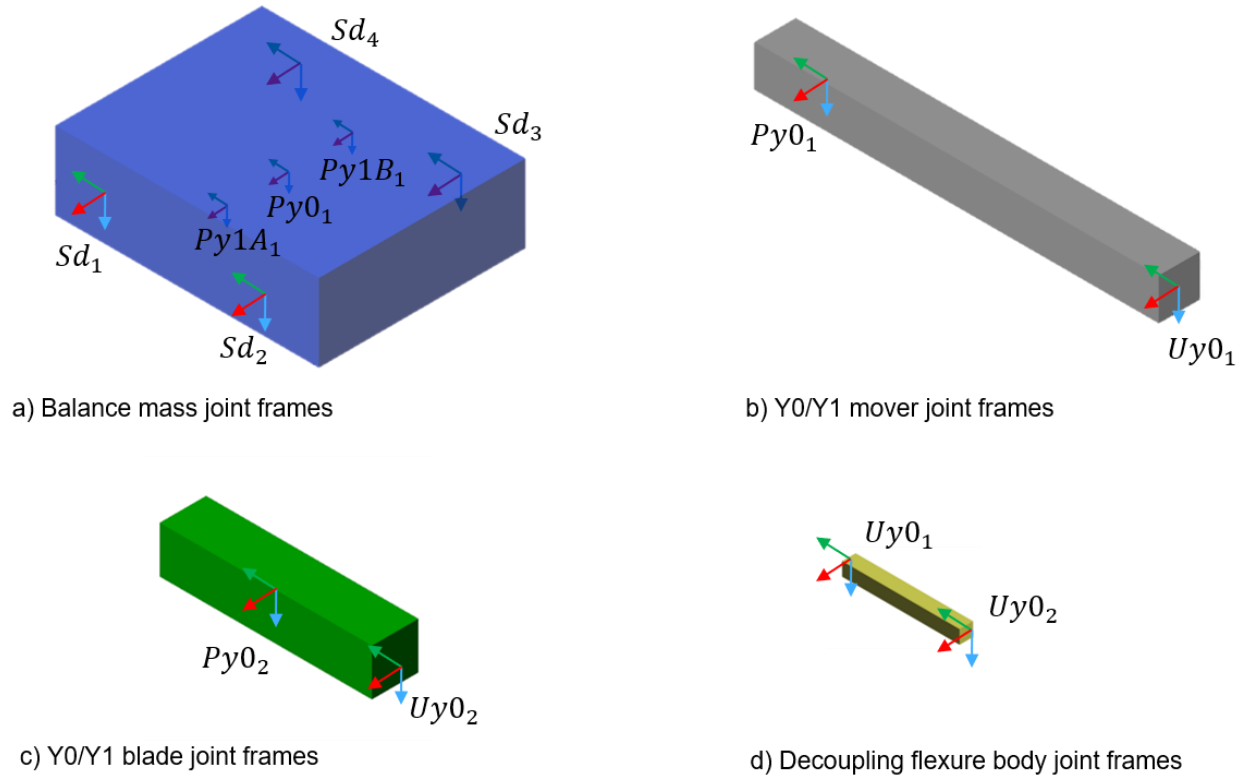 Sd₄
Sd₃
Py1B₁
Py0₁
Py1A₁
Sd₁
Sd₂
a) Balance mass joint frames
Py0₁
Uy0₁
b) Y0/Y1 mover joint frames
Py0₂
Uy0₂
c) Y0/Y1 blade joint frames
Uy0₁
Uy0₂
d) Decoupling flexure body joint frames